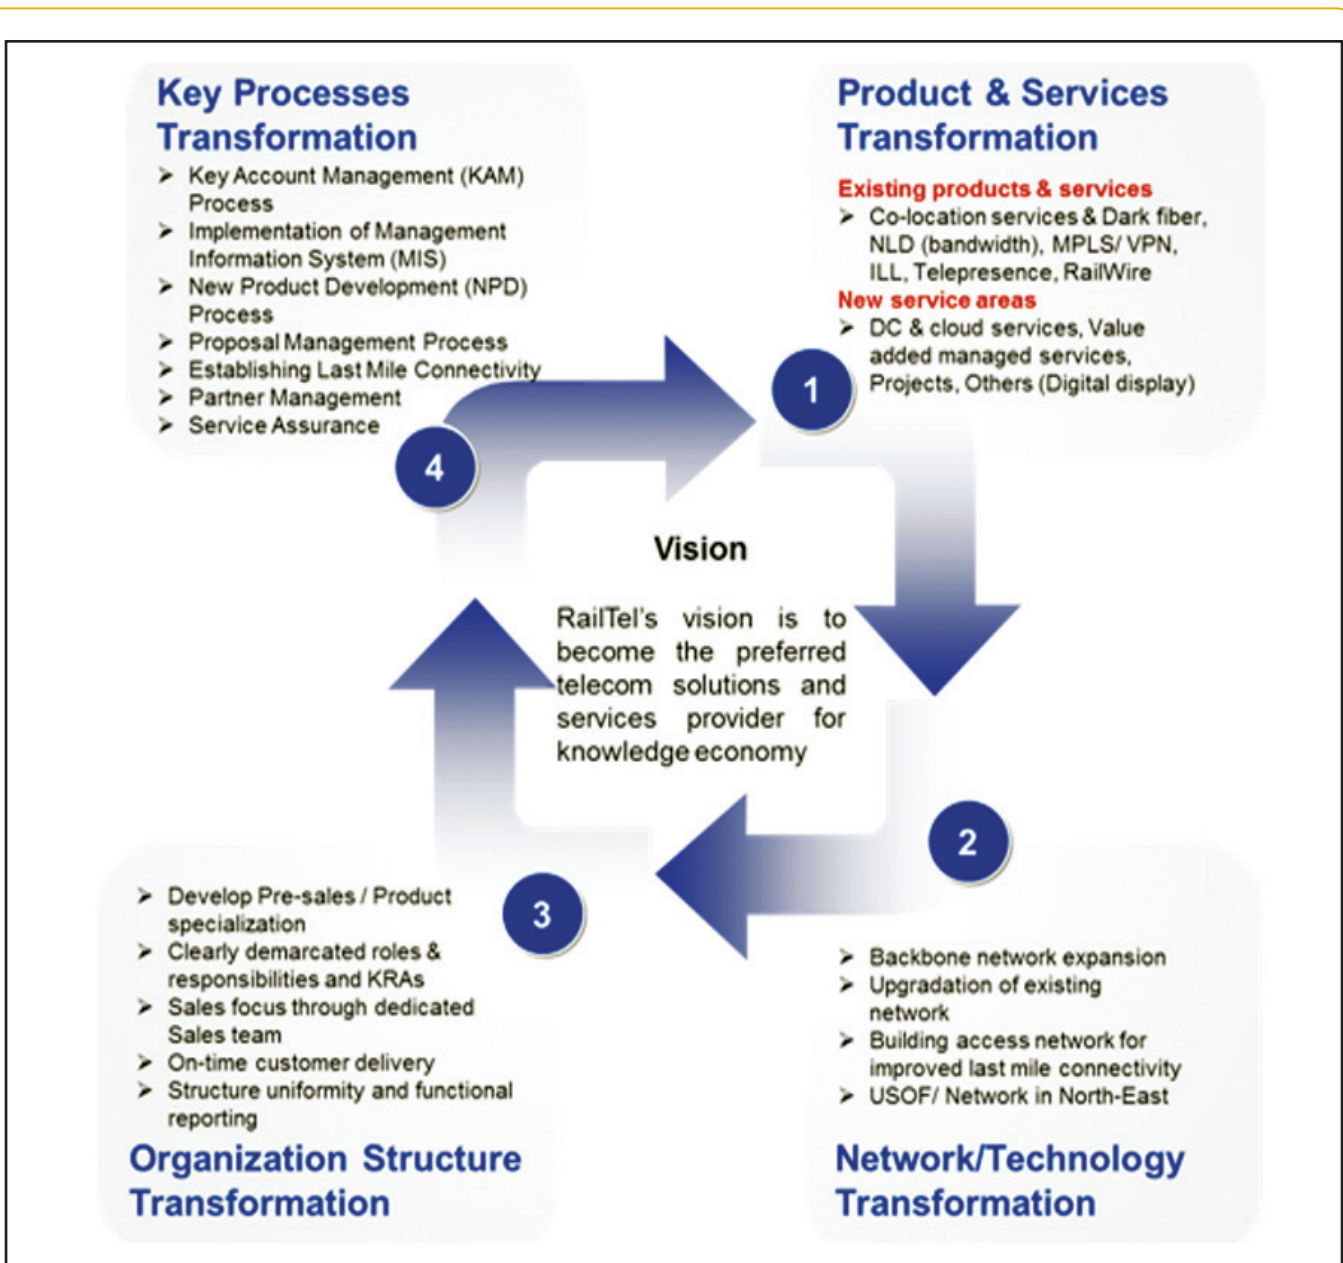 Key Processes
Transformation
➢ Key Account Management (KAM)
Process
➢ Implementation of Management
Information System (MIS)
➢ New Product Development (NPD)
Process
➢ Proposal Management Process
➢ Establishing Last Mile Connectivity
➢ Partner Management
➢ Service Assurance
4
Product & Services
Transformation
Existing products & services
➢ Co-location services & Dark fiber,
NLD (bandwidth), MPLS/ VPN,
ILL, Telepresence, RailWire
New service areas
➢ DC & cloud services, Value
added managed services,
Projects, Others (Digital display)
1
Vision
RailTel's vision is to
become the preferred
telecom solutions and
services provider for
knowledge economy
3
➢ Develop Pre-sales / Product
specialization
➢ Clearly demarcated roles &
responsibilities and KRAs
➢ Sales focus through dedicated
Sales team
➢ On-time customer delivery
➢ Structure uniformity and functional
reporting
Organization Structure
Transformation
2
➢ Backbone network expansion
➢ Upgradation of existing
network
➢ Building access network for
improved last mile connectivity
➢ USOF/ Network in North-East
Network/Technology
Transformation